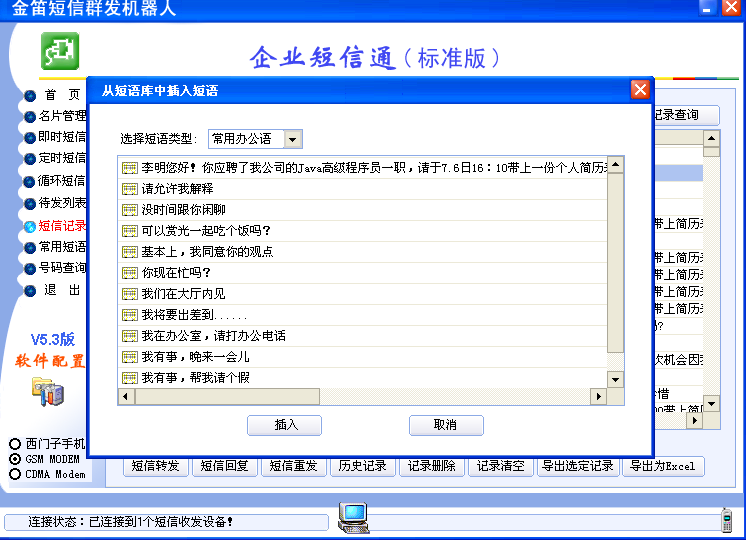 金笛短信群发机器人
企业短信通(标准版)
首 页
名片管理
即时短信
定时短信
循环短信
待发列表
短信记录
常用短语
号码查询
退 出
V5.3版
软件配置
西门子手机
GSM MODEM
CDMA Modem
从短语库中插入短语
选择短语类型: 常用办公语
李明您好!你应聘了我公司的Java高级程序员一职,请于7.6日16:10带上一份个人简历来
请允许我解释
没时间跟你闲聊
可以赏光一起吃个饭吗?
基本上,我同意你的观点
你现在忙吗?
我们在大厅内见
我将要出差到......
我在办公室,请打办公电话
我有事,晚来一会儿
我有事,帮我请个假
插入 取消
记录查询
带上简历来
带上简历来
带上简历来
带上简历来
带上简历来
次机会因
惜
带上简历
短信转发 短信回复 短信重发 历史记录 记录删除 记录清空 导出选定记录 导出为Excel
连接状态:已连接到1个短信收发设备!